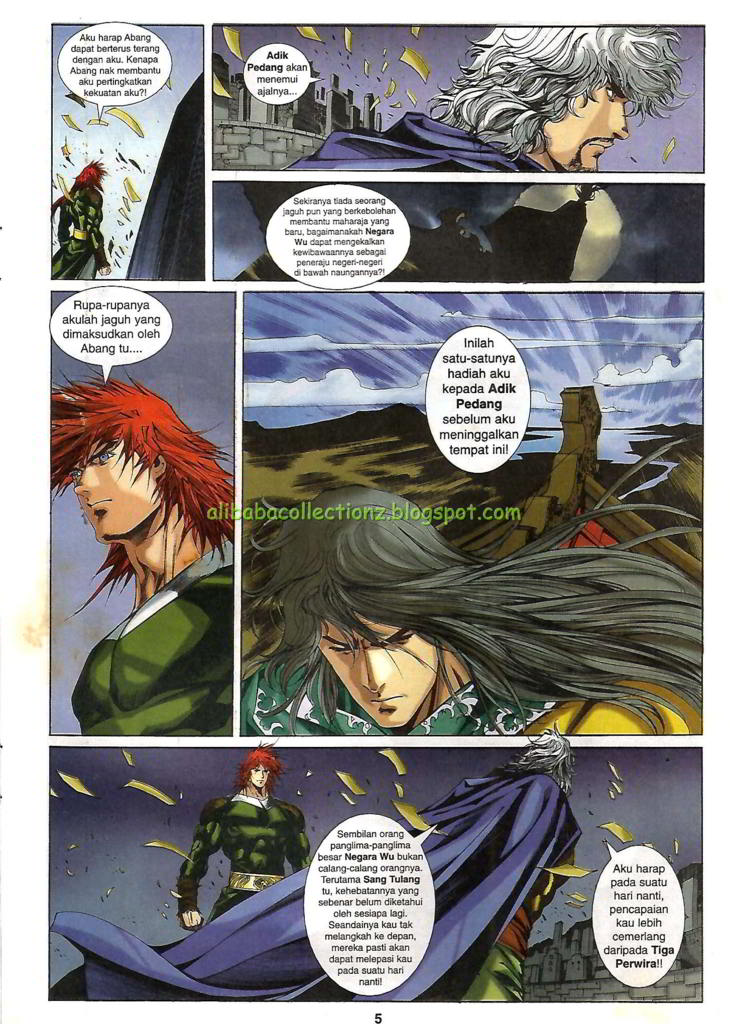 Aku harap Abang
dapat berterus terang
dengan aku. Kenapa
Abang nak membantu
aku pertingkatkan
kekuatan aku?!
Adik
Pedang akan
menemui
ajalnya...
Sekiranya tiada seorang
jaguh pun yang berkebolehan
membantu maharaja yang
baru, bagaimanakah Negara
Wu dapat mengekalkan
kewibawaannya sebagai
peneraju negeri-negeri
di bawah naungannya?!
Rupa-rupanya
akulah jaguh yang
dimaksudkan oleh
Abang tu....
Inilah
satu-satunya
hadiah aku
kepada Adik
Pedang
sebelum aku
meninggalkan
tempat ini!
alibabacollectionz.blogspot.com
Sembilan orang
panglima-panglima
besar Negara Wu bukan
calang-calang orangnya.
Terutama Sang Tulang
tu, kehebatannya yang
sebenar belum diketahui
oleh sesiapa lagi.
Seandainya kau tak
melangkah ke depan,
mereka pasti akan
dapat melepasi kau
pada suatu hari
nanti!
Aku harap
pada suatu
hari nanti,
pencapaian
kau lebih
cemerlang
daripada Tiga
Perwira!!
5